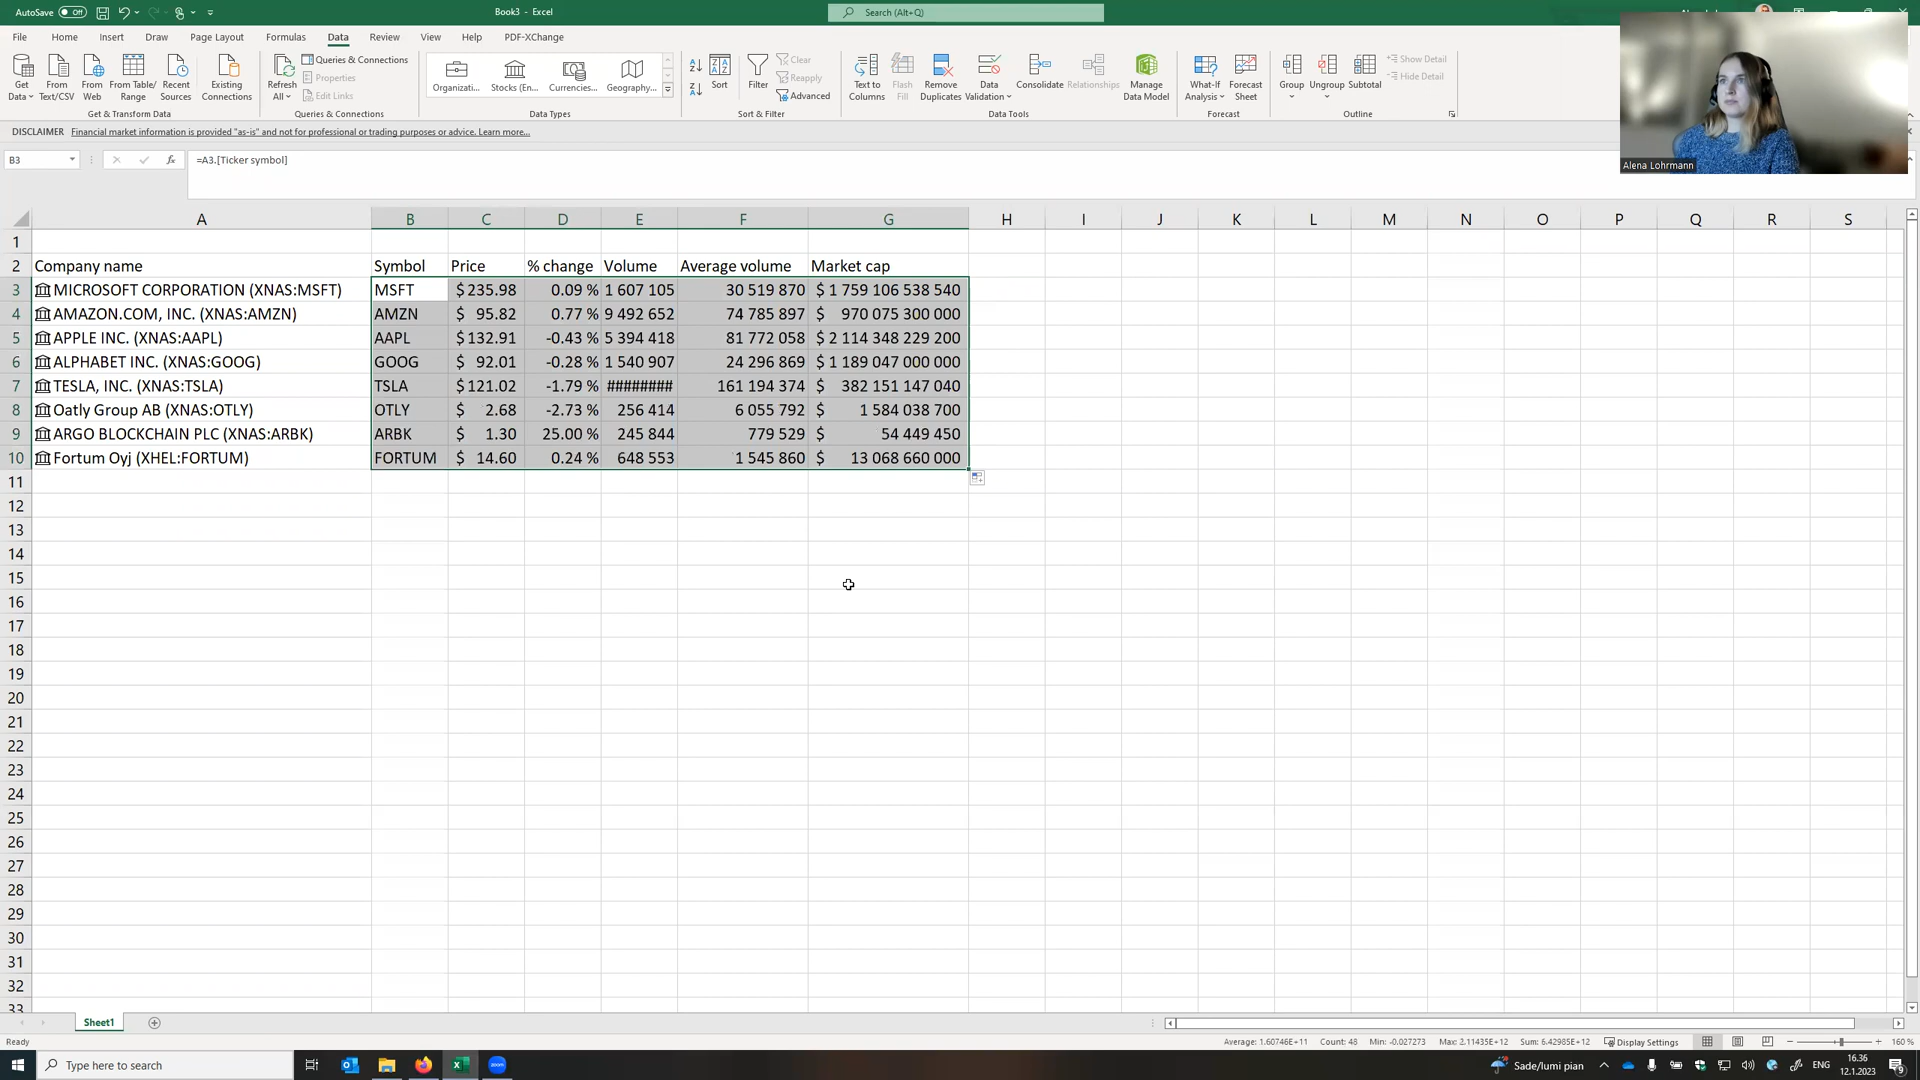 AutoSave Off
Book3 - Excel
Search (Alt+Q)
File Home Insert Draw Page Layout Formulas Data Review View Help PDF-XChange
Get Data
From Text/CSV
From Web
From Table/ Range
Recent Sources
Existing Connections
Get & Transform Data
Refresh All
Queries & Connections
Properties
Edit Links
Queries & Connections
Organizati...
Stocks (En...
Currencies...
Geography...
Data Types
Sort
Filter
Clear
Reapply
Advanced
Sort & Filter
Text to Columns
Flash Fill
Remove Duplicates
Data Validation
Consolidate
Relationships
Manage Data Model
Data Tools
What-If Analysis
Forecast Sheet
Forecast
Group
Ungroup
Subtotal
Show Detail
Hide Detail
Outline
Alena Lohrmann
DISCLAIMER Financial market information is provided "as-is" and not for professional or trading purposes or advice. Learn more...
B3 fx =A3.[Ticker symbol]
A B C D E F G H I J K L M N O P Q R S
1
2 Company name Symbol Price % change Volume Average volume Market cap
3 MICROSOFT CORPORATION (XNAS:MSFT) MSFT $ 235.98 0.09 % 1 607 105 30 519 870 $ 1 759 106 538 540
4 AMAZON.COM, INC. (XNAS:AMZN) AMZN $ 95.82 0.77 % 9 492 652 74 785 897 $ 970 075 300 000
5 APPLE INC. (XNAS:AAPL) AAPL $ 132.91 -0.43 % 5 394 418 81 772 058 $ 2 114 348 229 200
6 ALPHABET INC. (XNAS:GOOG) GOOG $ 92.01 -0.28 % 1 540 907 24 296 869 $ 1 189 047 000 000
7 TESLA, INC. (XNAS:TSLA) TSLA $ 121.02 -1.79 % ######## 161 194 374 $ 382 151 147 040
8 Oatly Group AB (XNAS:OTLY) OTLY $ 2.68 -2.73 % 256 414 6 055 792 $ 1 584 038 700
9 ARGO BLOCKCHAIN PLC (XNAS:ARBK) ARBK $ 1.30 25.00 % 245 844 779 529 $ 54 449 450
10 Fortum Oyj (XHEL:FORTUM) FORTUM $ 14.60 0.24 % 648 553 1 545 860 $ 13 068 660 000
11
12
13
14
15
16
17
18
19
20
21
22
23
24
25
26
27
28
29
30
31
32
33
Sheet1
Ready
Average: 1.60746E+11 Count: 48 Min: -0.027273 Max: 2.11435E+12 Sum: 6.42985E+12 Display Settings 160 %
Type here to search
Sade/lumi pian
ENG
16.36
12.1.2023